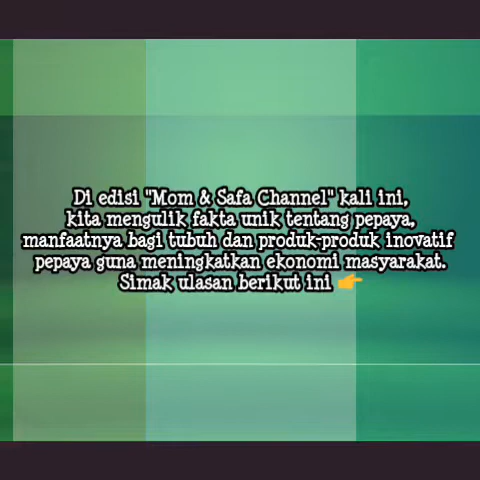 Di edisi "Mom & Safa Channel" kali ini,
kita mengulik fakta unik tentang pepaya,
manfaatnya bagi tubuh dan produk-produk inovatif
pepaya guna meningkatkan ekonomi masyarakat.
Simak ulasan berikut ini 👉